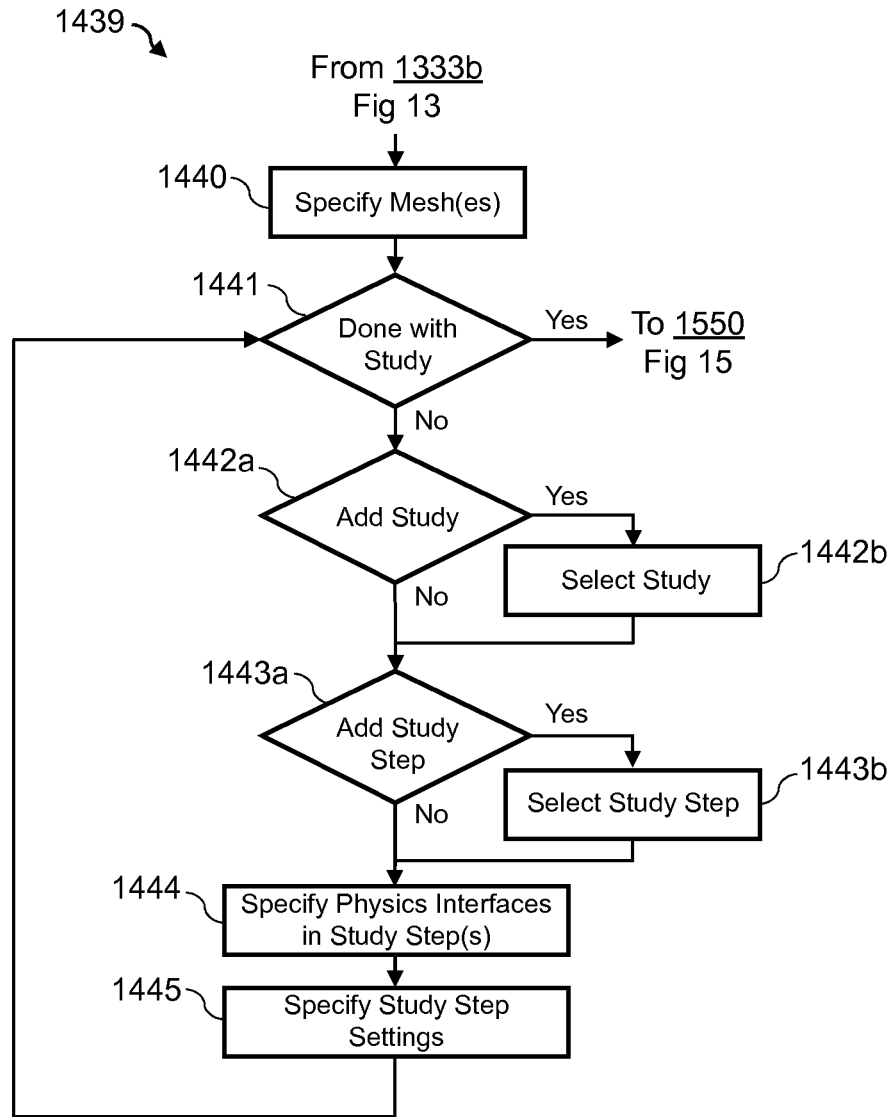 1439
From 1333b
Fig 13
1440
Specify Mesh(es)
1441
Done with
Study
Yes
To 1550
Fig 15
No
1442a
Add Study
Yes
1442b
Select Study
No
1443a
Add Study
Step
Yes
1443b
Select Study Step
No
1444
Specify Physics Interfaces
in Study Step(s)
1445
Specify Study Step
Settings